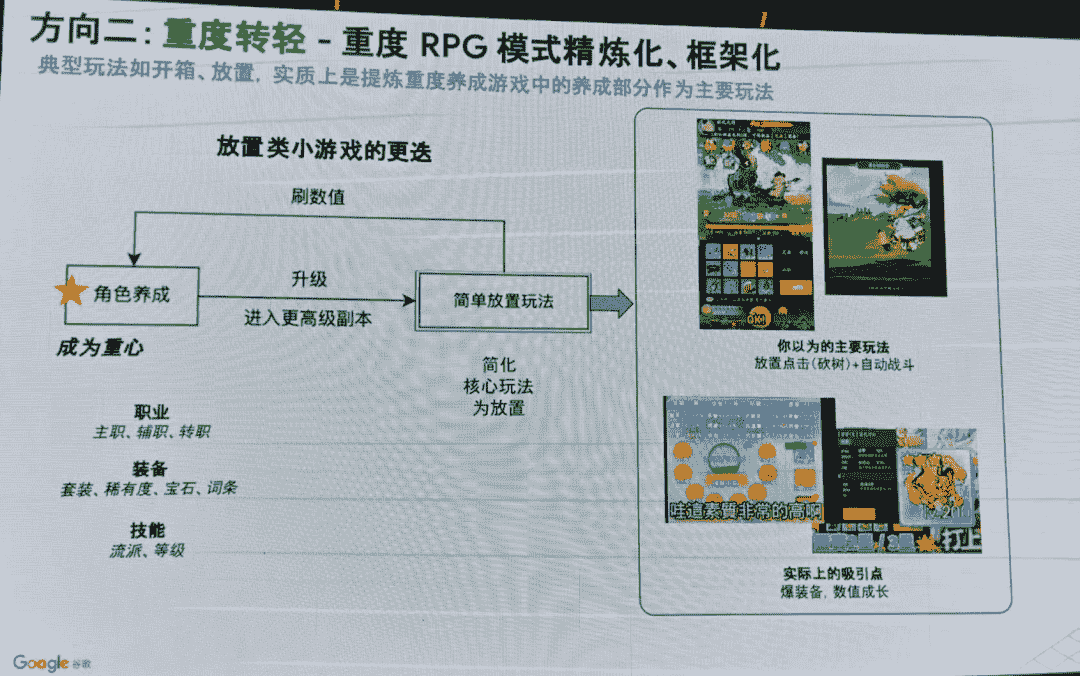 方向二：重度转轻 - 重度 RPG 模式精炼化、框架化
典型玩法如开箱、放置，实质上是提炼重度养成游戏中的养成部分作为主要玩法
放置类小游戏的更迭
刷数值
角色养成
升级
进入更高级副本
简单放置玩法
成为重心
简化
核心玩法
为放置
职业
主职、辅职、转职
装备
套装、稀有度、宝石、词条
技能
流派、等级
你以为的主要玩法
放置点击(砍树)+自动战斗
哇這素質非常的高啊
打上
实际上的吸引点
爆装备，数值成长
Google 谷歌